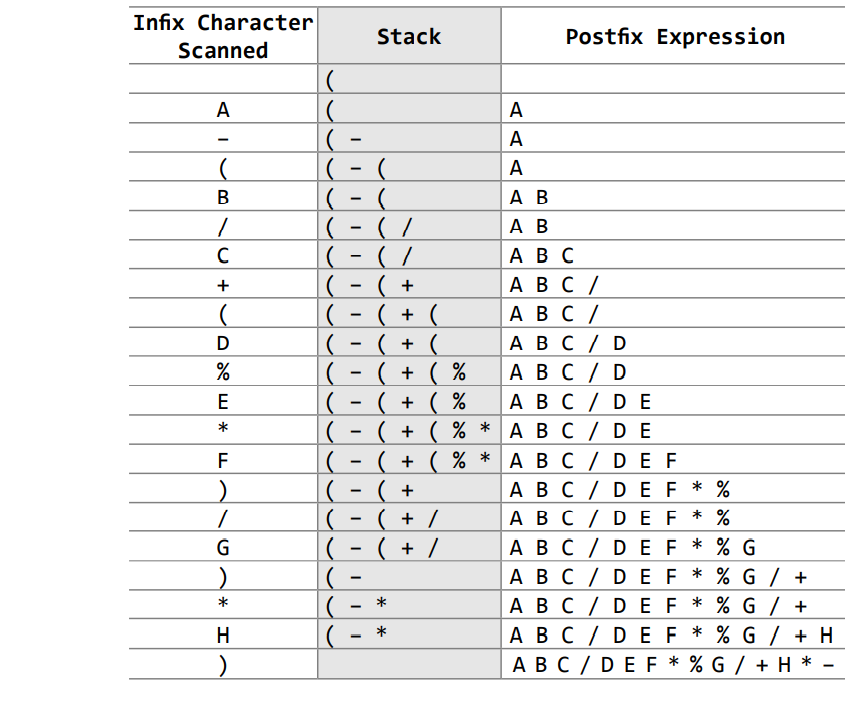 Infix Character Scanned Stack Postfix Expression
(
A ( A
– ( – A
( ( – ( A
B ( – ( A B
/ ( – ( / A B
C ( – ( / A B C
+ ( – ( + A B C /
( ( – ( + ( A B C /
D ( – ( + ( A B C / D
% ( – ( + ( % A B C / D
E ( – ( + ( % A B C / D E
* ( – ( + ( % * A B C / D E
F ( – ( + ( % * A B C / D E F
) ( – ( + A B C / D E F * %
/ ( – ( + / A B C / D E F * %
G ( – ( + / A B C / D E F * % G
) ( – A B C / D E F * % G / +
* ( – * A B C / D E F * % G / +
H ( – * A B C / D E F * % G / + H
) A B C / D E F * % G / + H * –